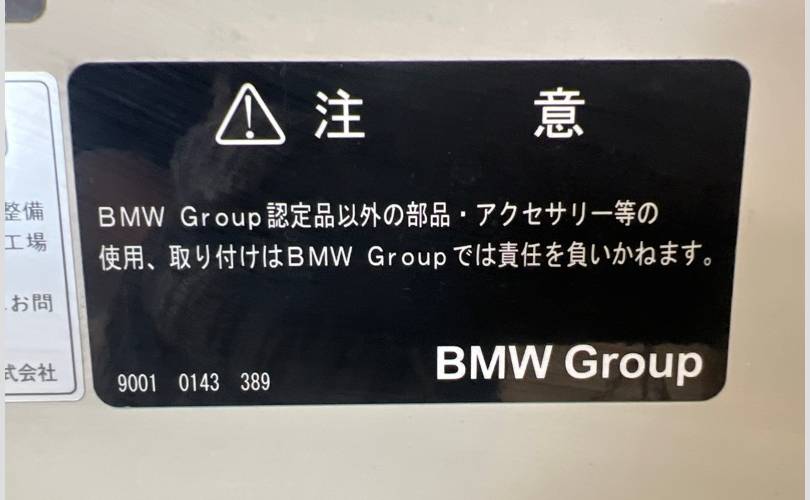 注 意
BMW Group認定品以外の部品・アクセサリー等の
使用、取り付けはBMW Groupでは責任を負いかねます。
9001 0143 389
BMW Group
整備
工場
お問
式会社